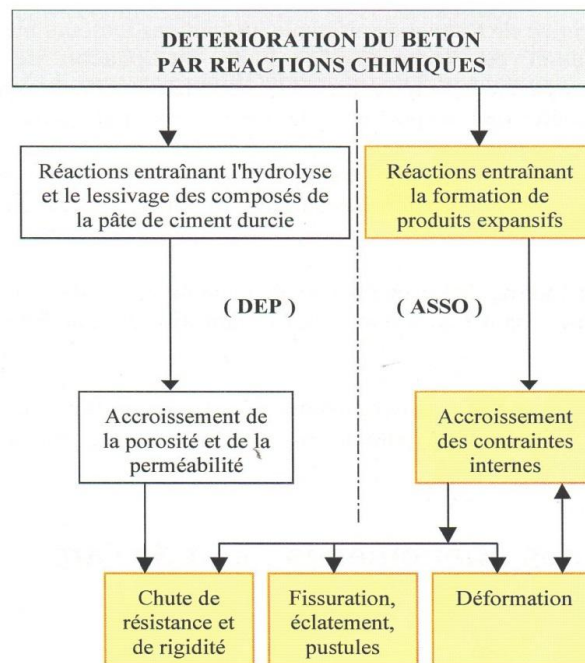 DETERIORATION DU BETON
PAR REACTIONS CHIMIQUES
Réactions entraînant l'hydrolyse
et le lessivage des composés de
la pâte de ciment durcie
Réactions entraînant
la formation de
produits expansifs
( DEP )
( ASSO )
Accroissement de
la porosité et de la
perméabilité
Accroissement
des contraintes
internes
Chute de
résistance et
de rigidité
Fissuration,
éclatement,
pustules
Déformation